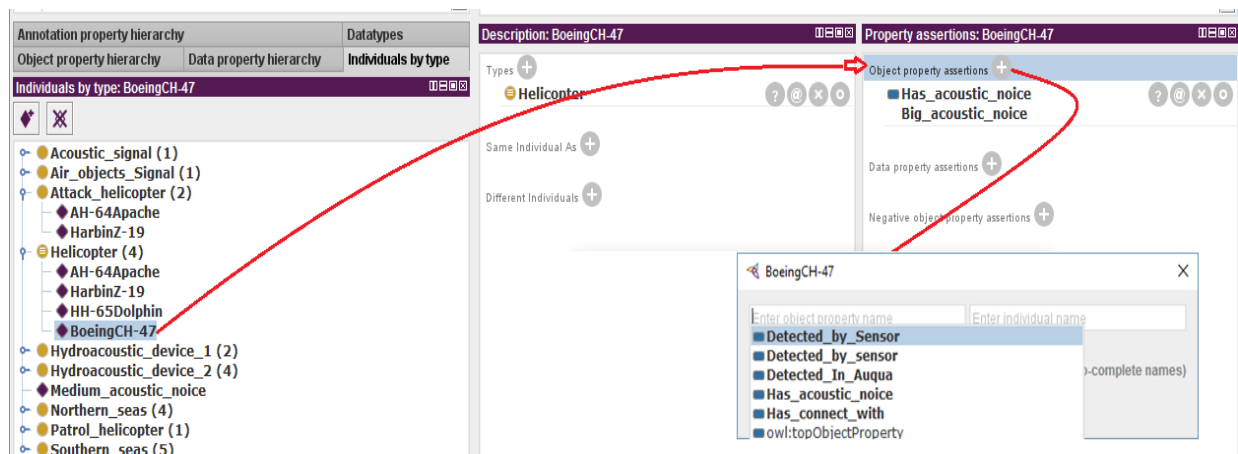 Annotation property hierarchy Datatypes
Object property hierarchy Data property hierarchy Individuals by type
Individuals by type: BoeingCH-47
Acoustic_signal (1)
Air_objects_Signal (1)
Attack_helicopter (2)
AH-64Apache
HarbinZ-19
Helicopter (4)
AH-64Apache
HarbinZ-19
HH-65Dolphin
BoeingCH-47
Hydroacoustic_device_1 (2)
Hydroacoustic_device_2 (4)
Medium_acoustic_noice
Northern_seas (4)
Patrol_helicopter (1)
Southern_seas (5)
Description: BoeingCH-47
Types
Helicopter
Same Individual As
Different Individuals
Property assertions: BoeingCH-47
Object property assertions
Has_acoustic_noice
Big_acoustic_noice
Data property assertions
Negative object property assertions
BoeingCH-47
Enter object property name Enter individual name
Detected_by_Sensor
Detected_by_sensor
Detected_In_Auqua
Has_acoustic_noice
Has_connect_with
owl:topObjectProperty
o-complete names)